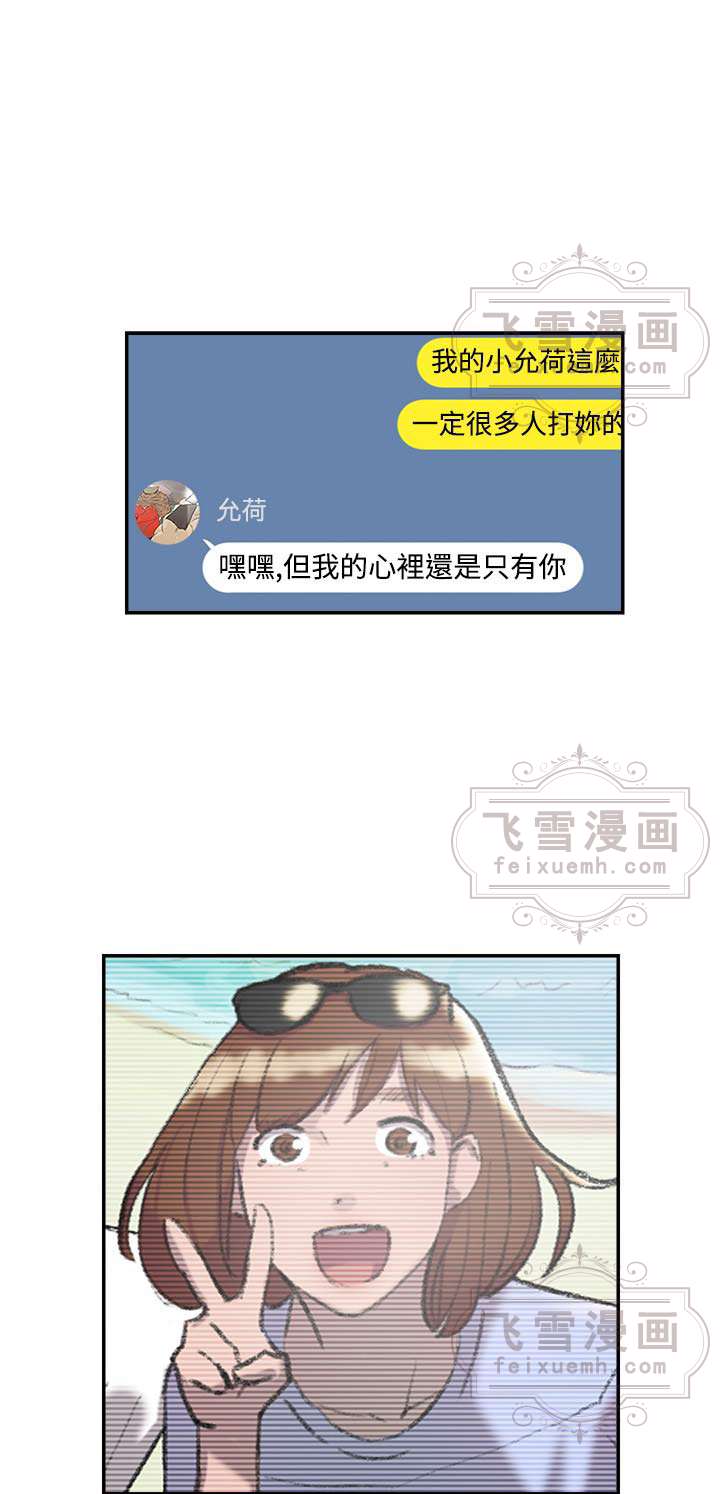 飞雪漫画
feixuemh.com
我的小允荷這麼
一定很多人打妳的
允荷
嘿嘿,但我的心裡還是只有你
飞雪漫画
feixuemh.com
飞雪漫画
feixuemh.com